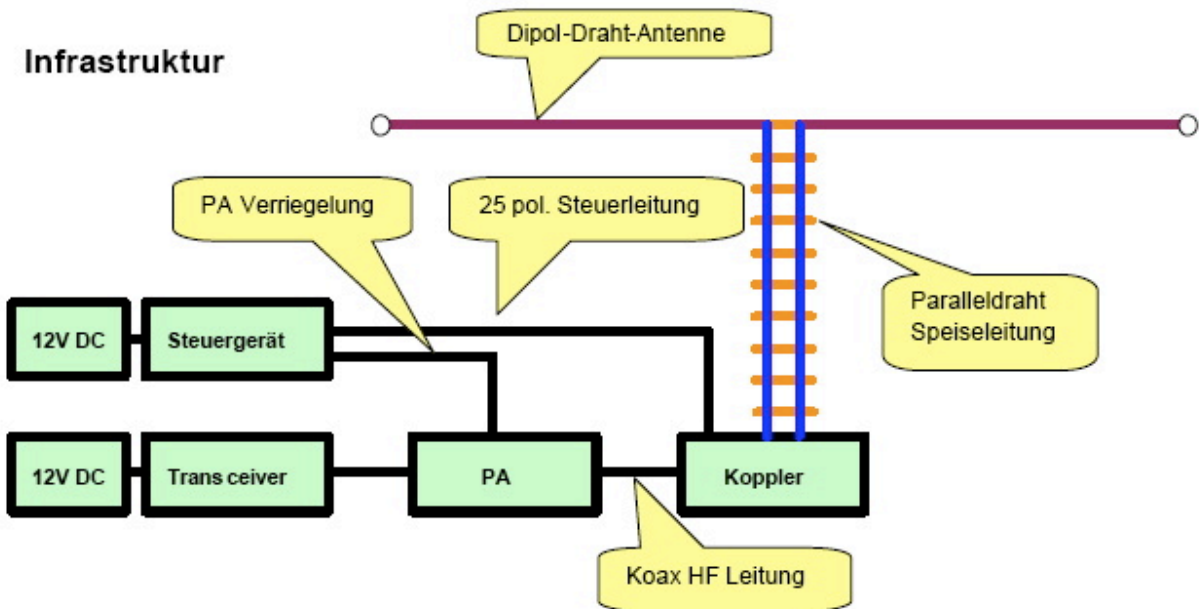 Infrastruktur
Dipol-Draht-Antenne
PA Verriegelung
25 pol. Steuerleitung
Paralleldraht
Speiseleitung
12V DC
Steuergerät
12V DC
Trans ceiver
PA
Koppler
Koax HF Leitung